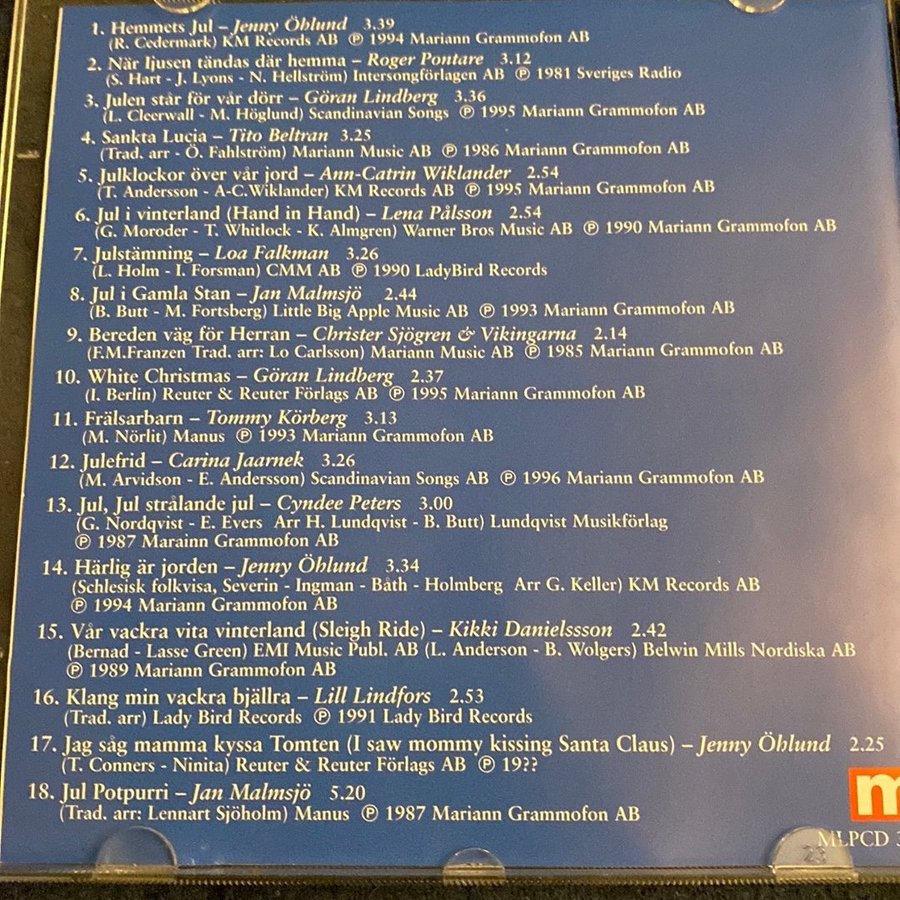 1. Hemmets Jul – Jenny Öhlund 3.39
(R. Cedermark) KM Records AB ℗ 1994 Mariann Grammofon AB
2. När ljusen tändas där hemma – Roger Pontare 3.12
(S. Hart - J. Lyons - N. Hellström) Intersongförlagen AB ℗ 1981 Sveriges Radio
3. Julen står för vår dörr – Göran Lindberg 3.36
(L. Cleerwall - M. Höglund) Scandinavian Songs ℗ 1995 Mariann Grammofon AB
4. Sankta Lucia – Tito Beltran 3.25
(Trad. arr - Ö. Fahlström) Mariann Music AB ℗ 1986 Mariann Grammofon AB
5. Julklockor över vår jord – Ann-Catrin Wiklander 2.54
(T. Andersson - A-C.Wiklander) KM Records AB ℗ 1995 Mariann Grammofon AB
6. Jul i vinterland (Hand in Hand) – Lena Pålsson 2.54
(G. Moroder - T. Whitlock - K. Almgren) Warner Bros Music AB ℗ 1990 Mariann Grammofon AB
7. Julstämning – Loa Falkman 3.26
(L. Holm - I. Forsman) CMM AB ℗ 1990 LadyBird Records
8. Jul i Gamla Stan – Jan Malmsjö 2.44
(B. Butt - M. Fortsberg) Little Big Apple Music AB ℗ 1993 Mariann Grammofon AB
9. Bereden väg för Herran – Christer Sjögren & Vikingarna 2.14
(F.M.Franzen Trad. arr: Lo Carlsson) Mariann Music AB ℗ 1985 Mariann Grammofon AB
10. White Christmas – Göran Lindberg 2.37
(I. Berlin) Reuter & Reuter Förlags AB ℗ 1995 Mariann Grammofon AB
11. Frälsarbarn – Tommy Körberg 3.13
(M. Nörlit) Manus ℗ 1993 Mariann Grammofon AB
12. Julefrid – Carina Jaarnek 3.26
(M. Arvidson - E. Andersson) Scandinavian Songs AB ℗ 1996 Mariann Grammofon AB
13. Jul, Jul strålande jul – Cyndee Peters 3.00
(G. Nordqvist - E. Evers Arr H. Lundqvist - B. Butt) Lundqvist Musikförlag
℗ 1987 Marainn Grammofon AB
14. Härlig är jorden – Jenny Öhlund 3.34
(Schlesisk folkvisa, Severin - Ingman - Båth - Holmberg Arr G. Keller) KM Records AB
℗ 1994 Mariann Grammofon AB
15. Vår vackra vita vinterland (Sleigh Ride) – Kikki Danielssson 2.42
(Bernad - Lasse Green) EMI Music Publ. AB (L. Anderson - B. Wolgers) Belwin Mills Nordiska AB
℗ 1989 Mariann Grammofon AB
16. Klang min vackra bjällra – Lill Lindfors 2.53
(Trad. arr) Lady Bird Records ℗ 1991 Lady Bird Records
17. Jag såg mamma kyssa Tomten (I saw mommy kissing Santa Claus) – Jenny Öhlund 2.25
(T. Conners - Ninita) Reuter & Reuter Förlags AB ℗ 19??
18. Jul Potpurri – Jan Malmsjö 5.20
(Trad. arr: Lennart Sjöholm) Manus ℗ 1987 Mariann Grammofon AB
m
MLPCD 3
23